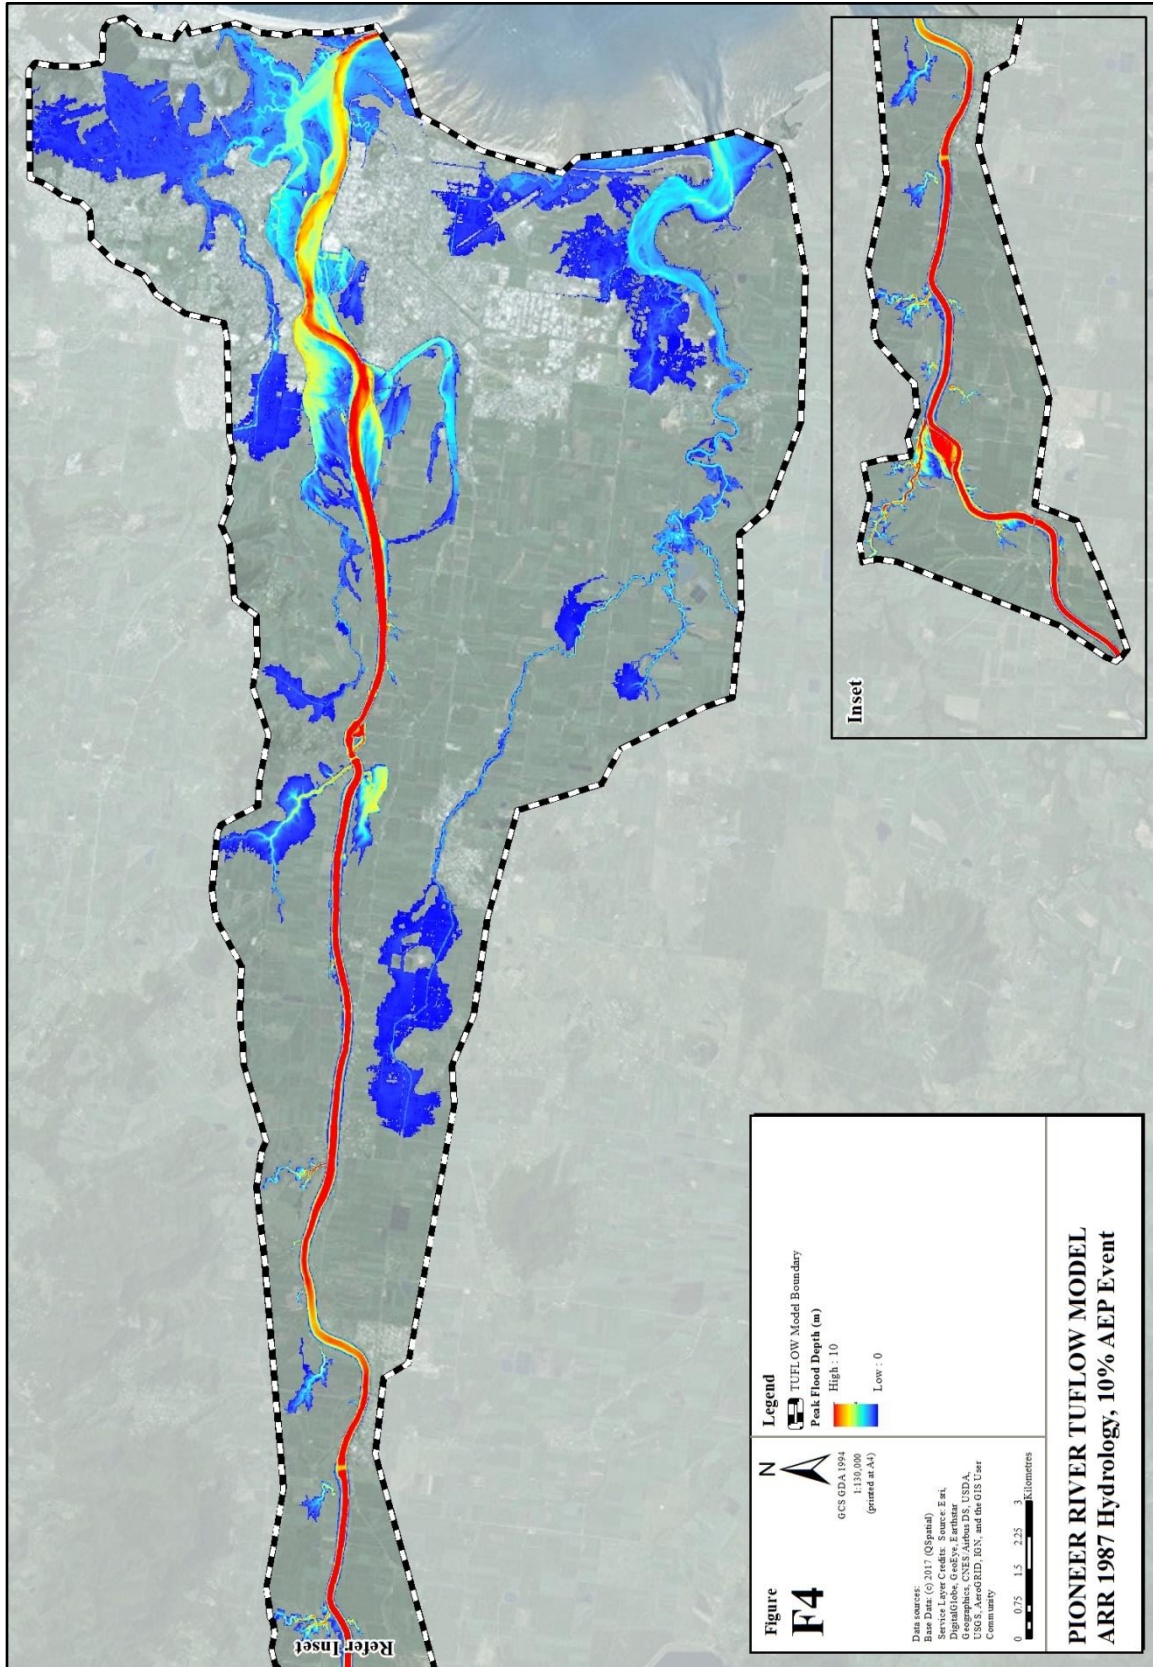 Refer Inset
Inset
Figure
F4
N
GCS GDA 1994
1:130,000
(printed at A4)
Data sources:
Base Data: (c) 2017 (QSpatial)
Service Layer Credits: Source: Esri,
DigitalGlobe, GeoEye, Earthstar
Geographics, CNES/Airbus DS, USDA,
USGS, AeroGRID, IGN, and the GIS User
Community
0 0.75 1.5 2.25 3
Kilometres
Legend
TUFLOW Model Boundary
Peak Flood Depth (m)
High : 10
Low : 0
PIONEER RIVER TUFLOW MODEL
ARR 1987 Hydrology, 10% AEP Event